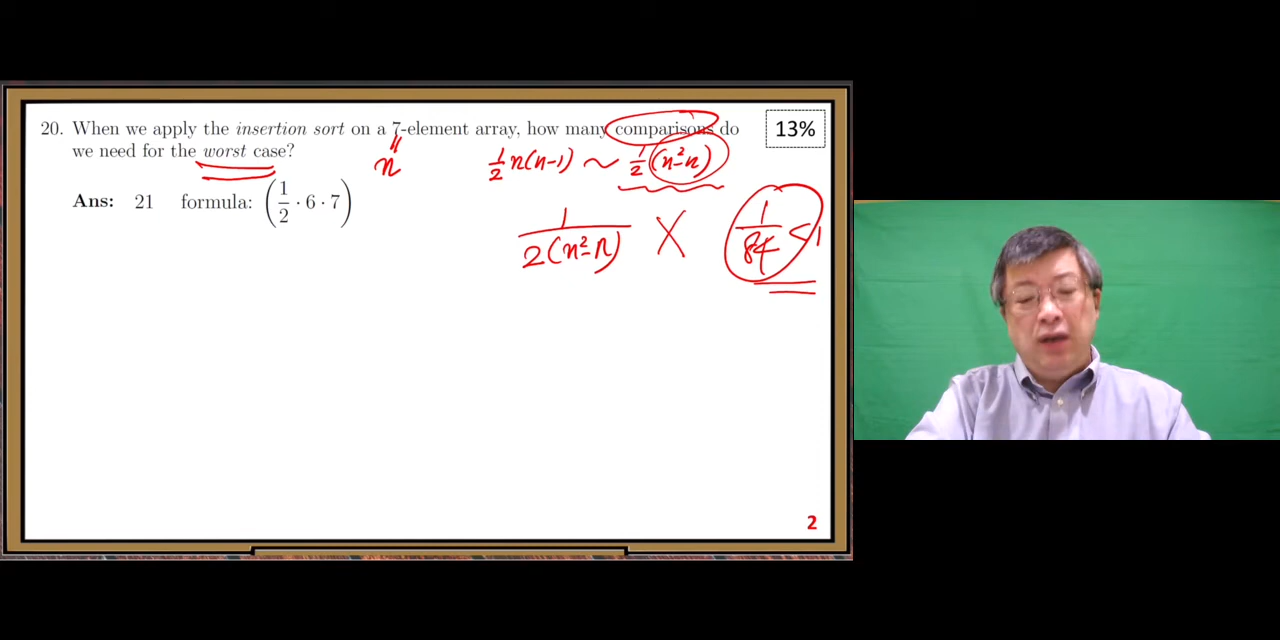 20. When we apply the insertion sort on a 7-element array, how many comparisons do
we need for the worst case?
13%
n
1/2 n(n-1) ~ 1/2 (n²-n)
Ans: 21 formula: (1/2 · 6 · 7)
1/2(n²-n) X 1/84 < 1
2